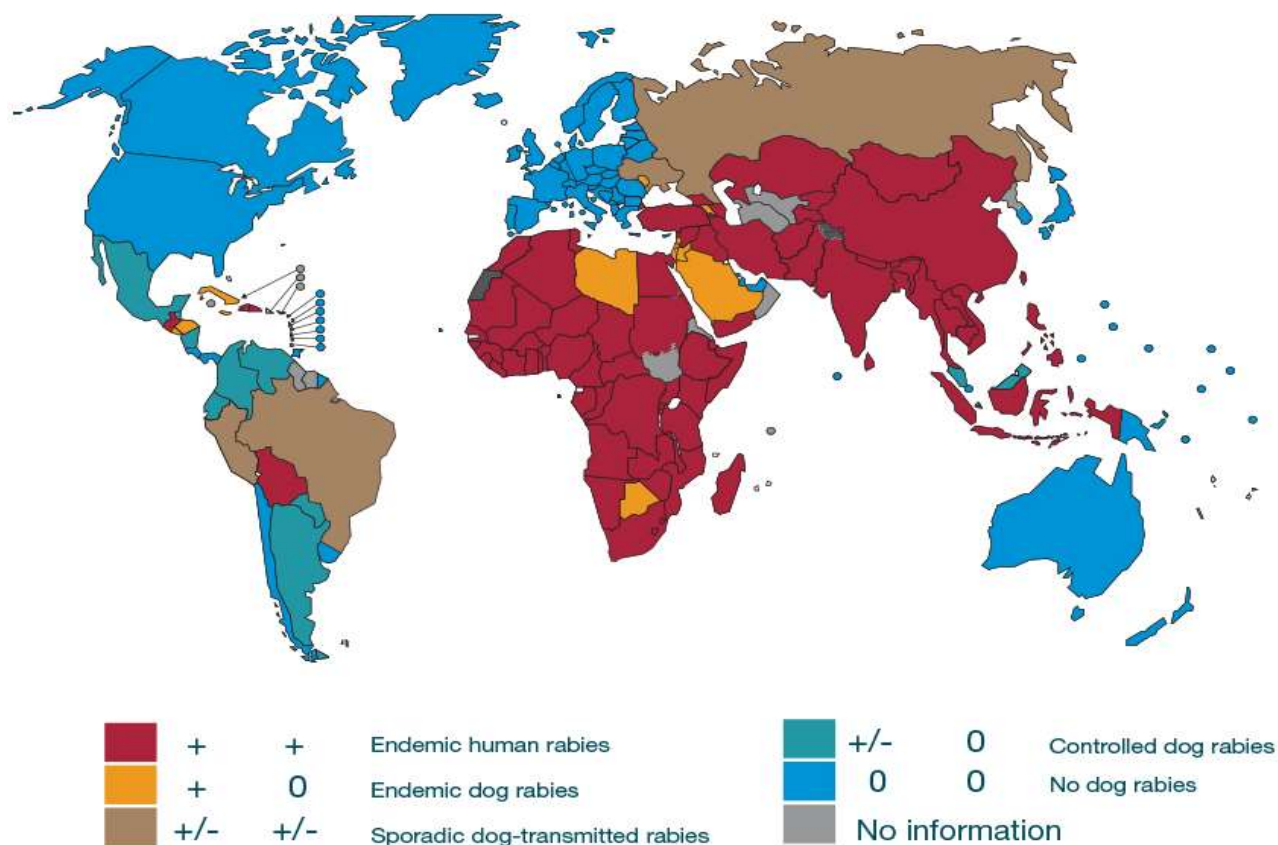 + + Endemic human rabies
+ 0 Endemic dog rabies
+/- +/- Sporadic dog-transmitted rabies
+/- 0 Controlled dog rabies
0 0 No dog rabies
No information